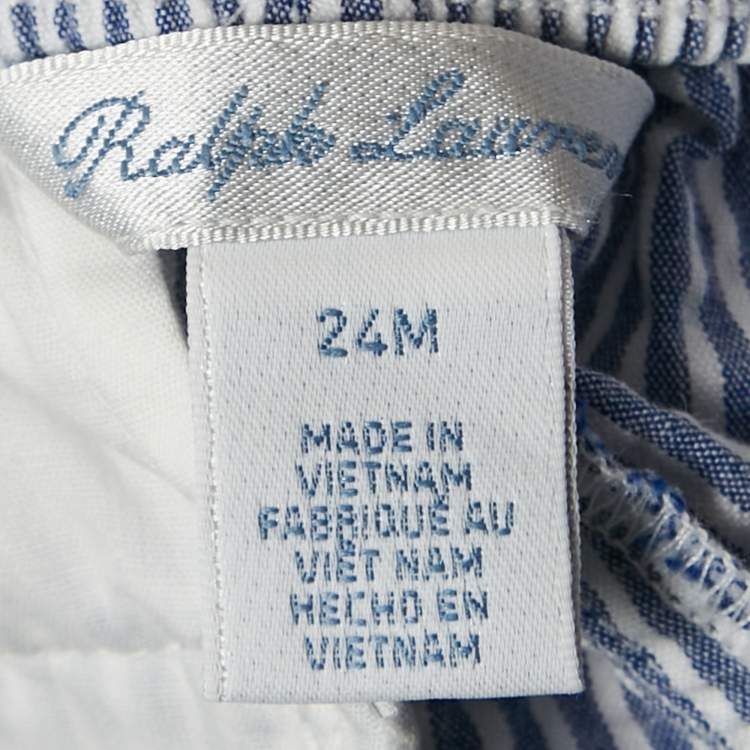 Ralph Lauren
24M
MADE IN
VIETNAM
FABRIQUÉ AU
VIÊT NAM
HECHO EN
VIETNAM